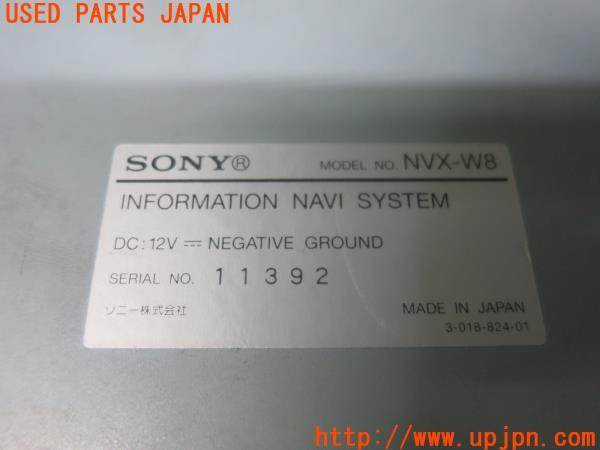 USED PARTS JAPAN
SONY® MODEL NO. NVX-W8
INFORMATION NAVI SYSTEM
DC: 12V ⎓ NEGATIVE GROUND
SERIAL NO. 11392
ソニー株式会社 MADE IN JAPAN
3-018-824-01
http://www.upjpn.com/